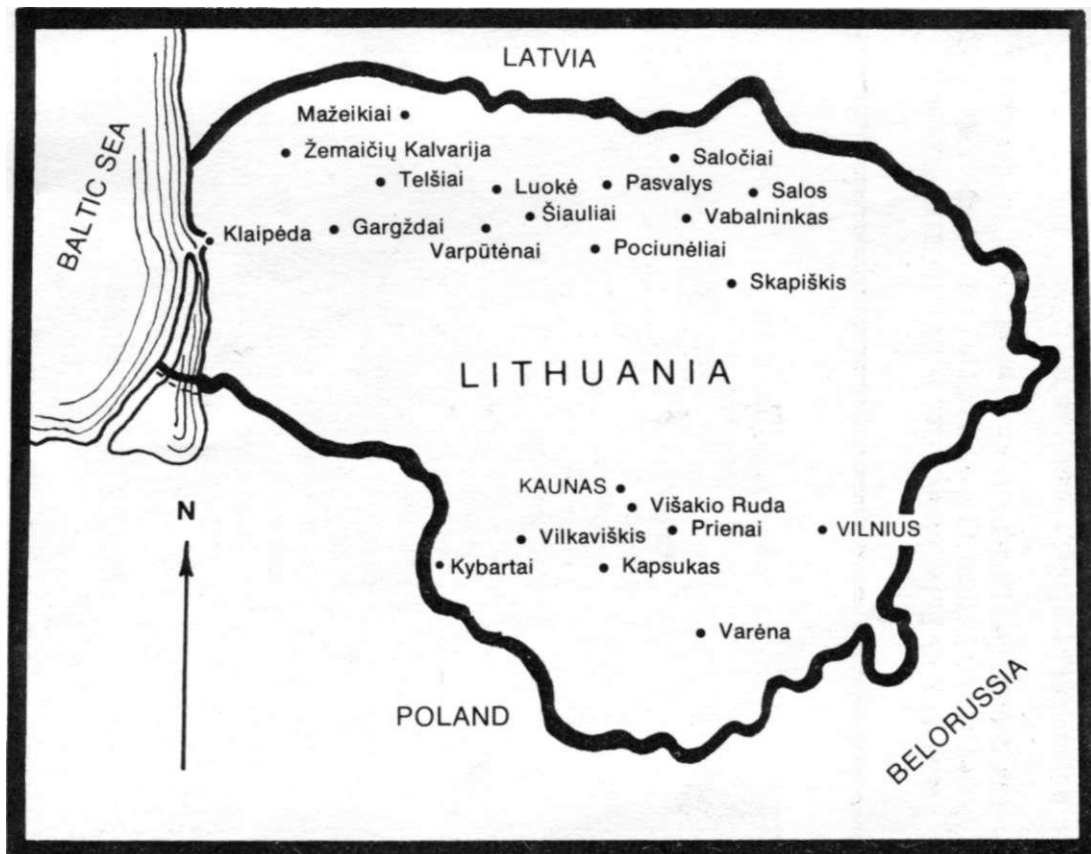 LATVIA
BALTIC SEA
Mažeikiai
Žemaičių Kalvarija
Saločiai
Telšiai
Luokė
Pasvalys
Salos
Šiauliai
Vabalninkas
Klaipėda
Gargždai
Varpūtėnai
Pociunėliai
Skapiškis
LITHUANIA
KAUNAS
Višakio Ruda
Vilkaviškis
Prienai
VILNIUS
Kybartai
Kapsukas
Varėna
N
POLAND
BELORUSSIA